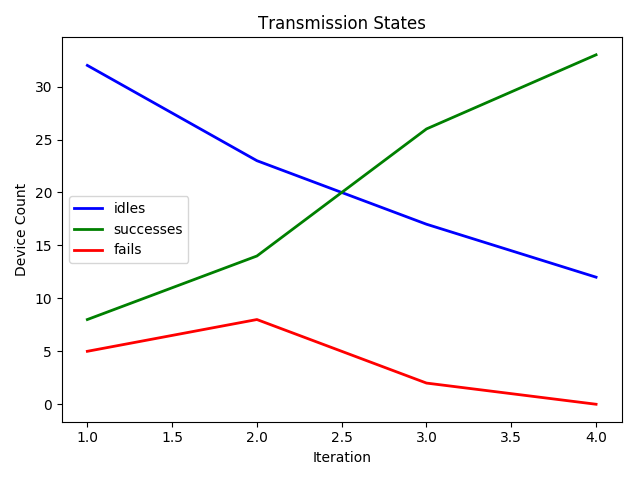 Transmission States
Device Count
30
25
20
15
10
5
0
idles
successes
fails
1.0 1.5 2.0 2.5 3.0 3.5 4.0
Iteration